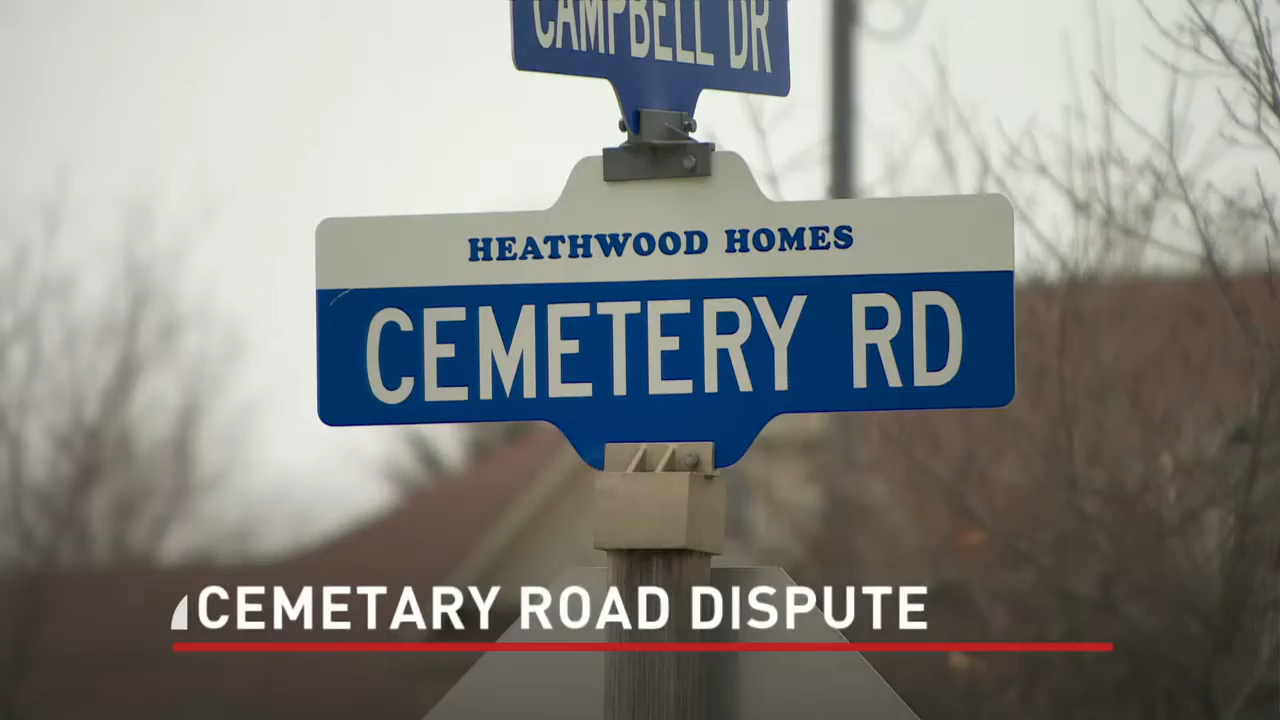 CAMPBELL DR
HEATHWOOD HOMES
CEMETERY RD
CEMETARY ROAD DISPUTE